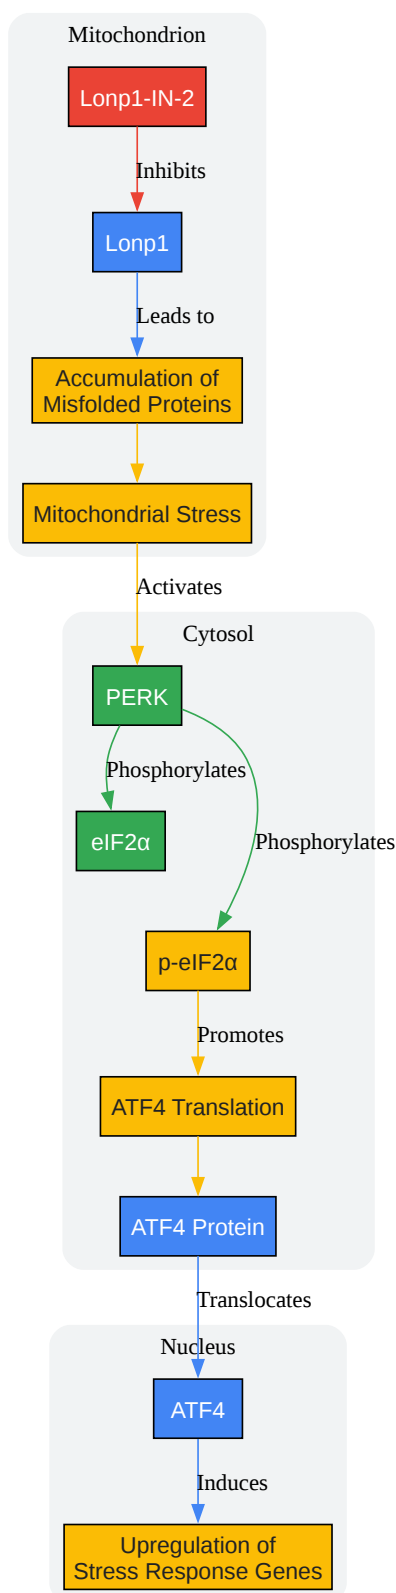 Mitochondrion
Lonp1-IN-2
Inhibits
Lonp1
Leads to
Accumulation of
Misfolded Proteins
Mitochondrial Stress
Activates
Cytosol
PERK
Phosphorylates
eIF2α
Phosphorylates
p-eIF2α
Promotes
ATF4 Translation
ATF4 Protein
Translocates
Nucleus
ATF4
Induces
Upregulation of
Stress Response Genes